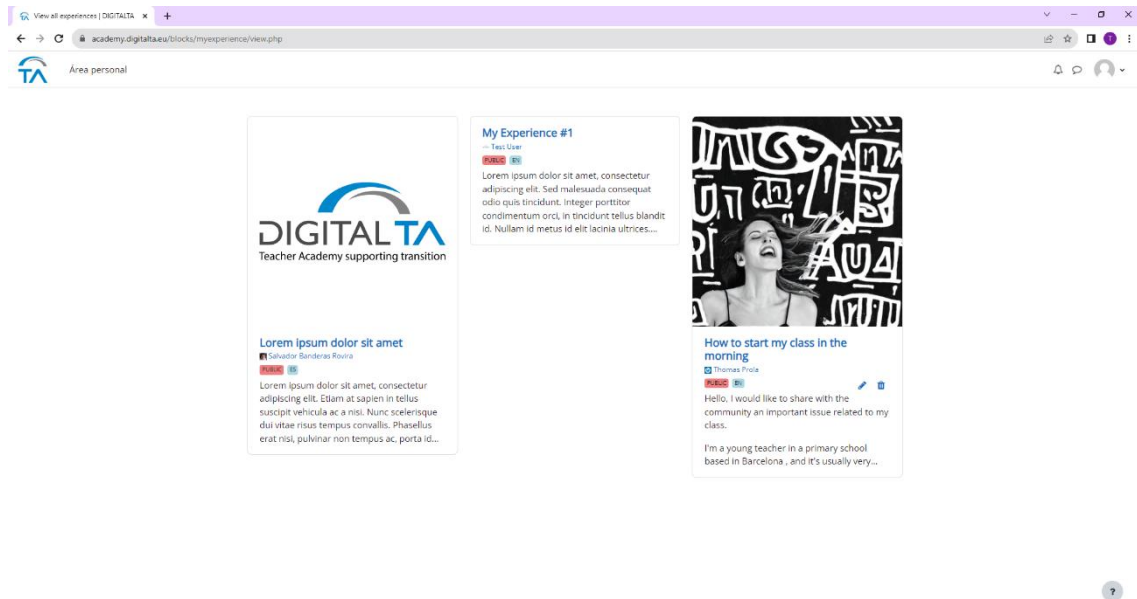 View all experiences | DIGITALTA
academy.digitalta.eu/blocks/myexperience/view.php
T
TA
Área personal
DIGITAL TA
Teacher Academy supporting transition
Lorem ipsum dolor sit amet
Salvador Banderas Rovira
PUBLIC ES
Lorem ipsum dolor sit amet, consectetur
adipiscing elit. Etiam at sapien in tellus
suscipit vehicula ac a nisi. Nunc scelerisque
dui vitae risus tempus convallis. Phasellus
erat nisi, pulvinar non tempus ac, porta id...
My Experience #1
Test User
PUBLIC EN
Lorem ipsum dolor sit amet, consectetur
adipiscing elit. Sed malesuada consequat
odio quis tincidunt. Integer porttitor
condimentum orci, in tincidunt tellus blandit
id. Nullam id metus id elit lacinia ultrices....
How to start my class in the
morning
Thomas Prola
PUBLIC EN
Hello, I would like to share with the
community an important issue related to my
class.
I'm a young teacher in a primary school
based in Barcelona , and it's usually very...
?